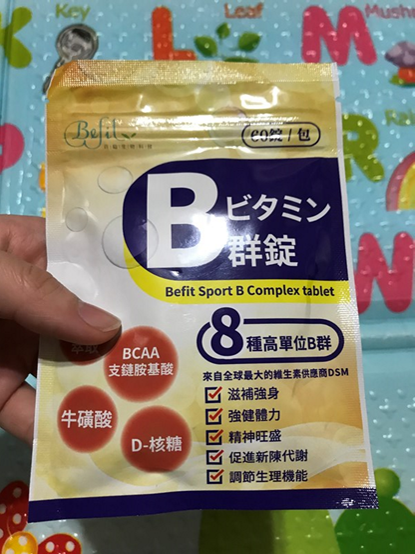 Key
Leaf
Mushr
Befit
60錠/包
B ビタミン
群錠
Befit Sport B Complex tablet
8種高單位B群
來自全球最大的維生素供應商DSM
滋補強身
強健體力
精神旺盛
促進新陳代謝
調節生理機能
BCAA
支鏈胺基酸
牛磺酸
D-核糖